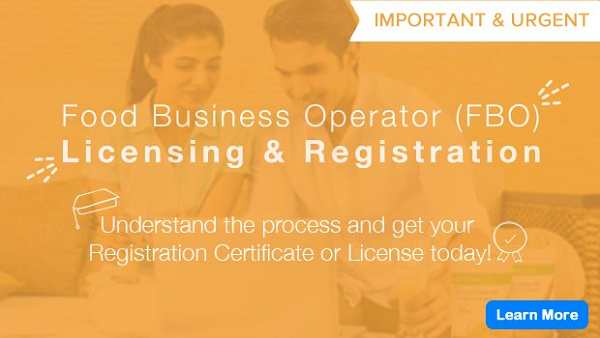 IMPORTANT & URGENT
Food Business Operator (FBO)
Licensing & Registration
Understand the process and get your
Registration Certificate or License today!
Learn More